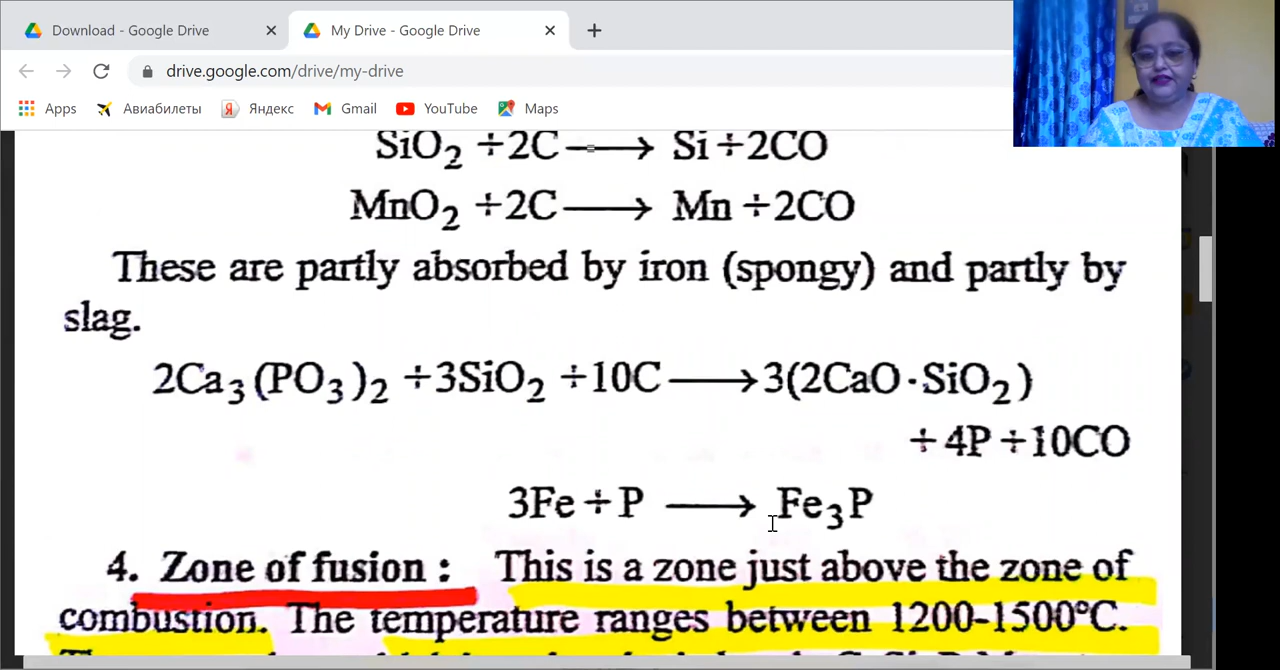 Download - Google Drive
My Drive - Google Drive
drive.google.com/drive/my-drive
Apps Авиабилеты Яндекс Gmail YouTube Maps
SiO₂ +2C⟶ Si+2CO
MnO₂ +2C⟶ Mn+2CO
These are partly absorbed by iron (spongy) and partly by
slag.
2Ca₃(PO₃)₂ +3SiO₂ +10C⟶3(2CaO·SiO₂)
+4P+10CO
3Fe+P ⟶ Fe₃P
4. Zone of fusion : This is a zone just above the zone of
combustion. The temperature ranges between 1200-1500°C.